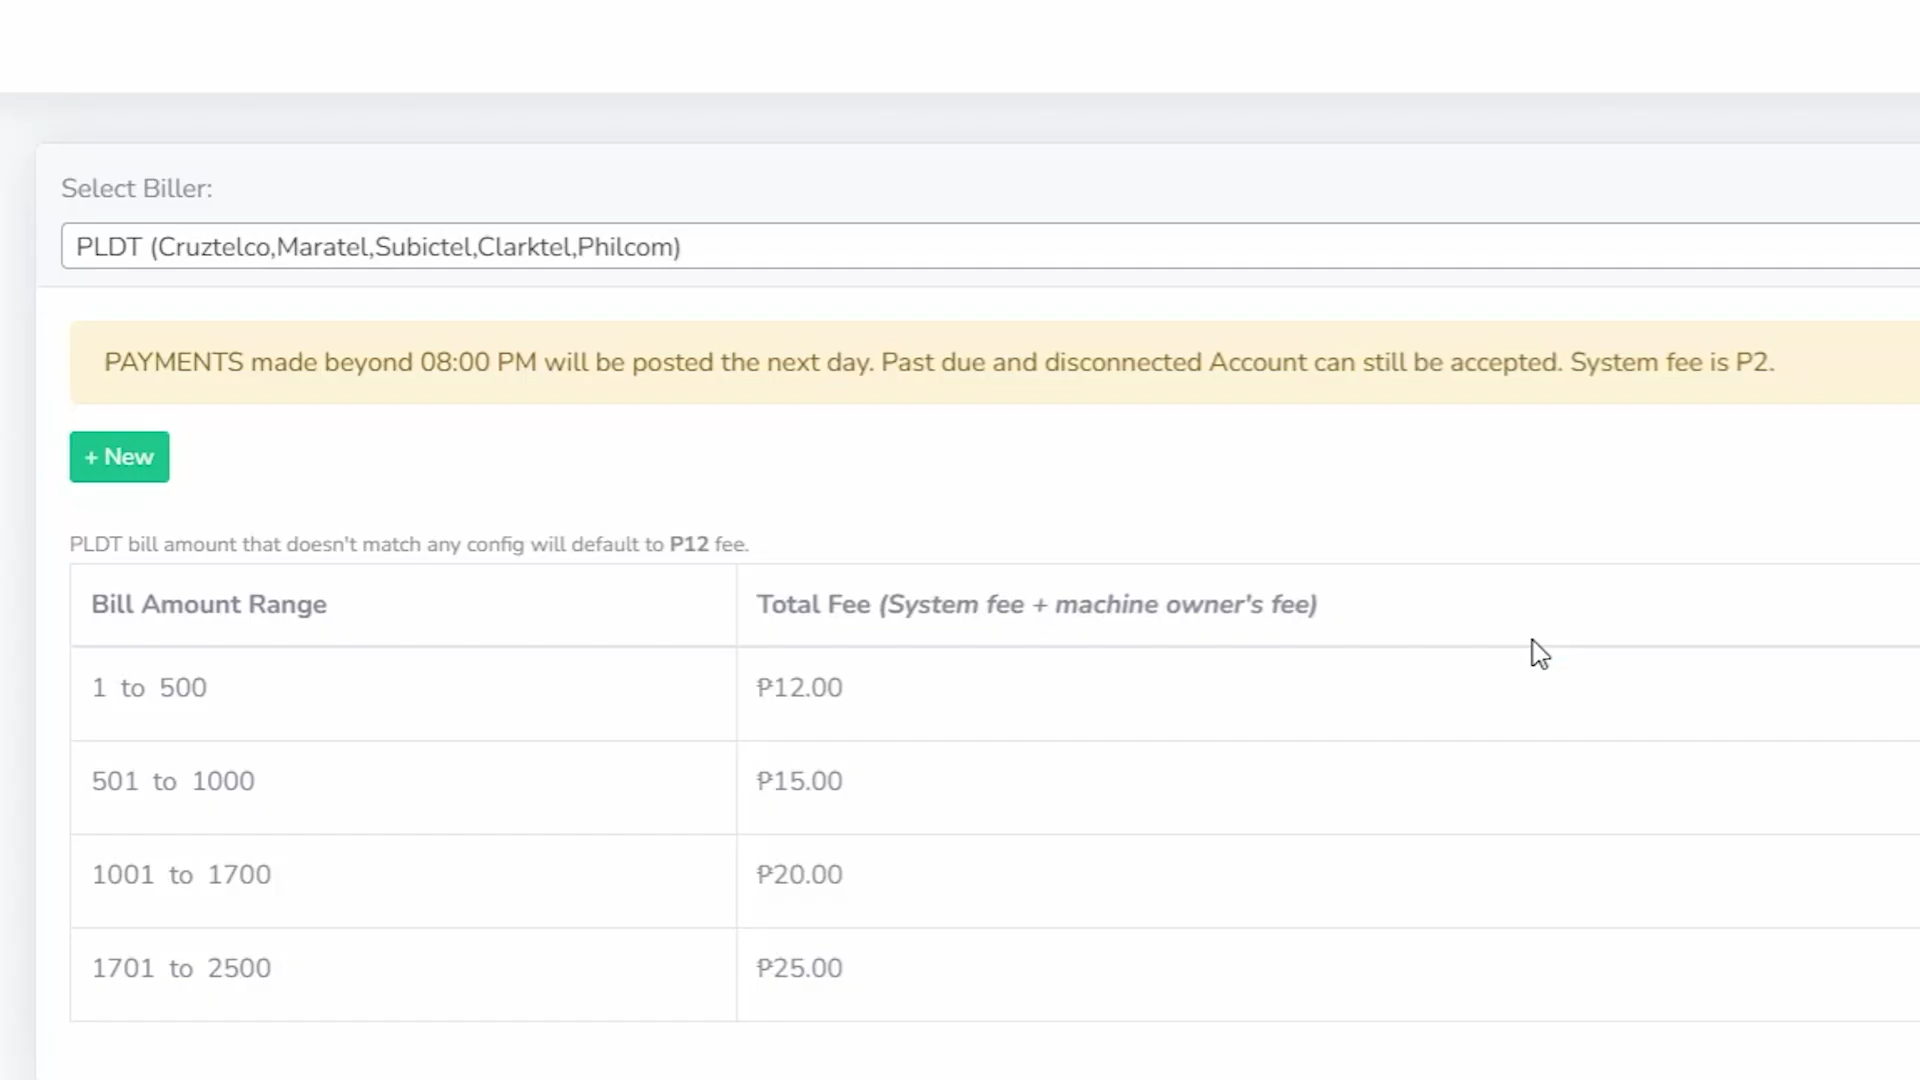 Select Biller:
PLDT (Cruztelco,Maratel,Subictel,Clarktel,Philcom)
PAYMENTS made beyond 08:00 PM will be posted the next day. Past due and disconnected Account can still be accepted. System fee is P2.
+ New
PLDT bill amount that doesn't match any config will default to P12 fee.
Bill Amount Range Total Fee (System fee + machine owner's fee)
1 to 500 ₱12.00
501 to 1000 ₱15.00
1001 to 1700 ₱20.00
1701 to 2500 ₱25.00